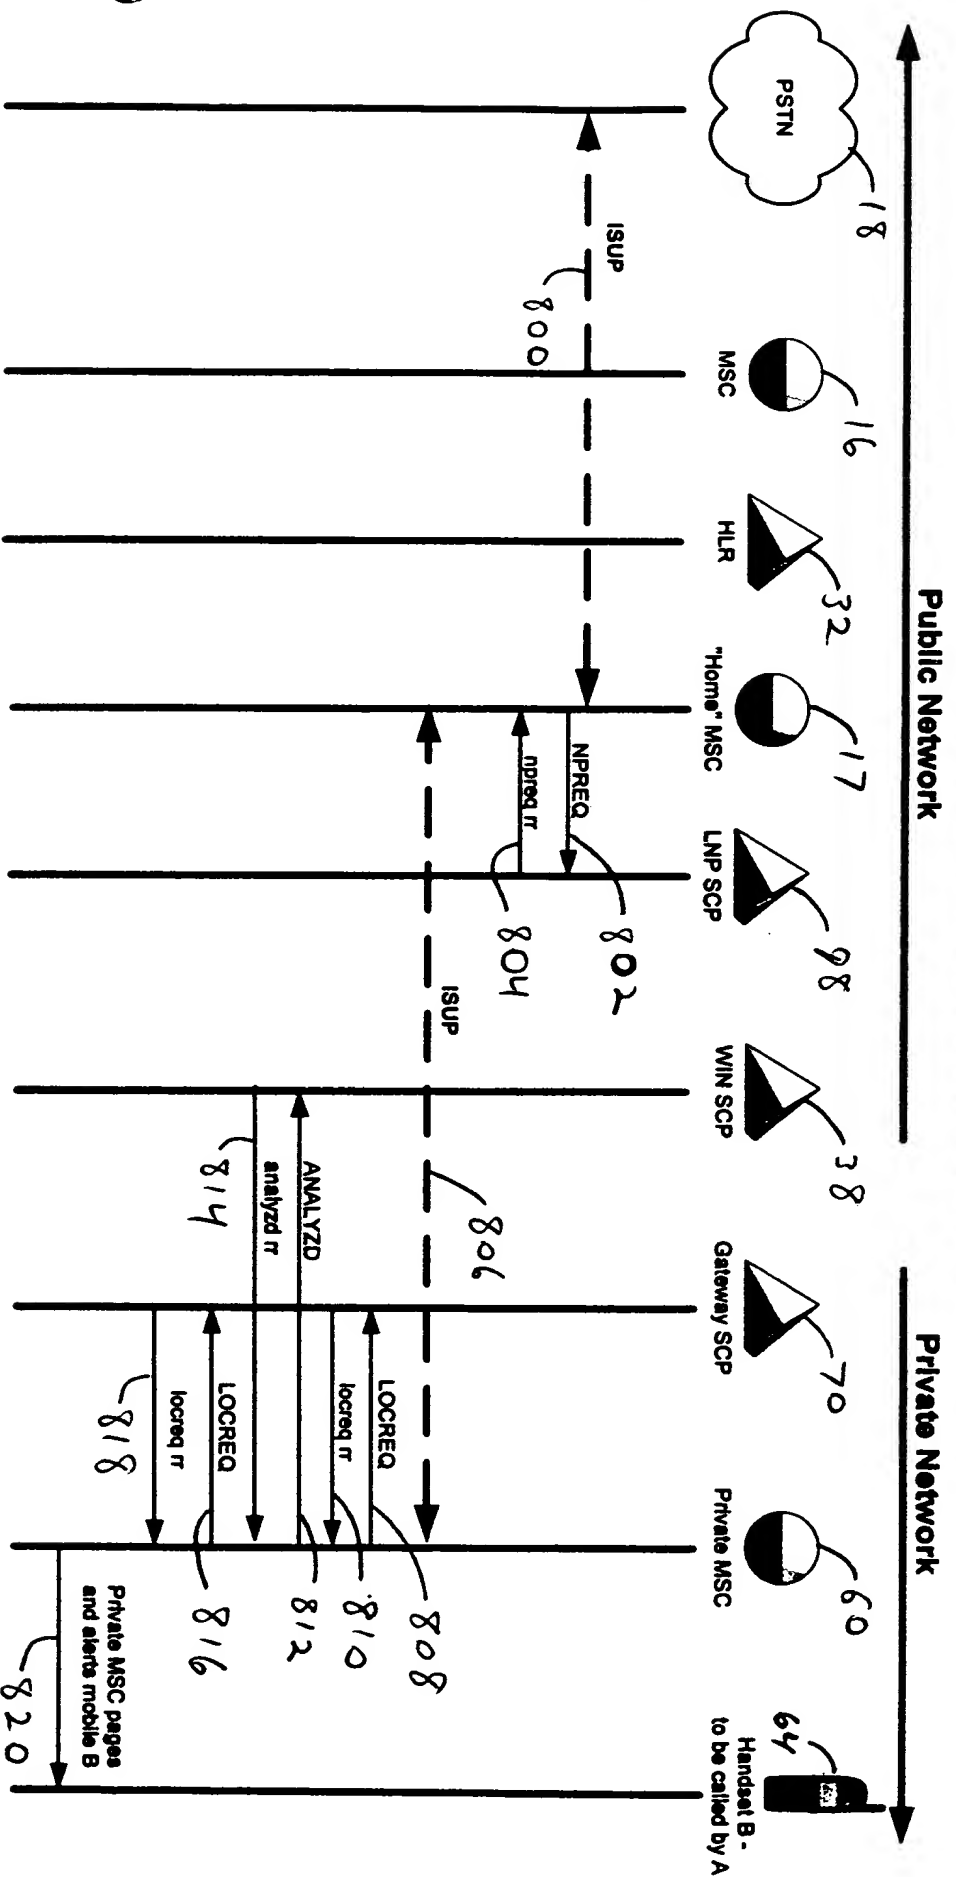 Public Network
Private Network
18
16
32
17
98
38
70
60
64
PSTN
MSC
HLR
"Home" MSC
LNP SCP
WIN SCP
Gateway SCP
Private MSC
Handset B -
to be called by A
ISUP
800
NPREQ
802
npreq rr
804
ISUP
806
LOCREQ
808
locreq rr
810
ANALYZD
812
analyzd rr
814
LOCREQ
816
locreq rr
818
Private MSC pages
and alerts mobile B
820